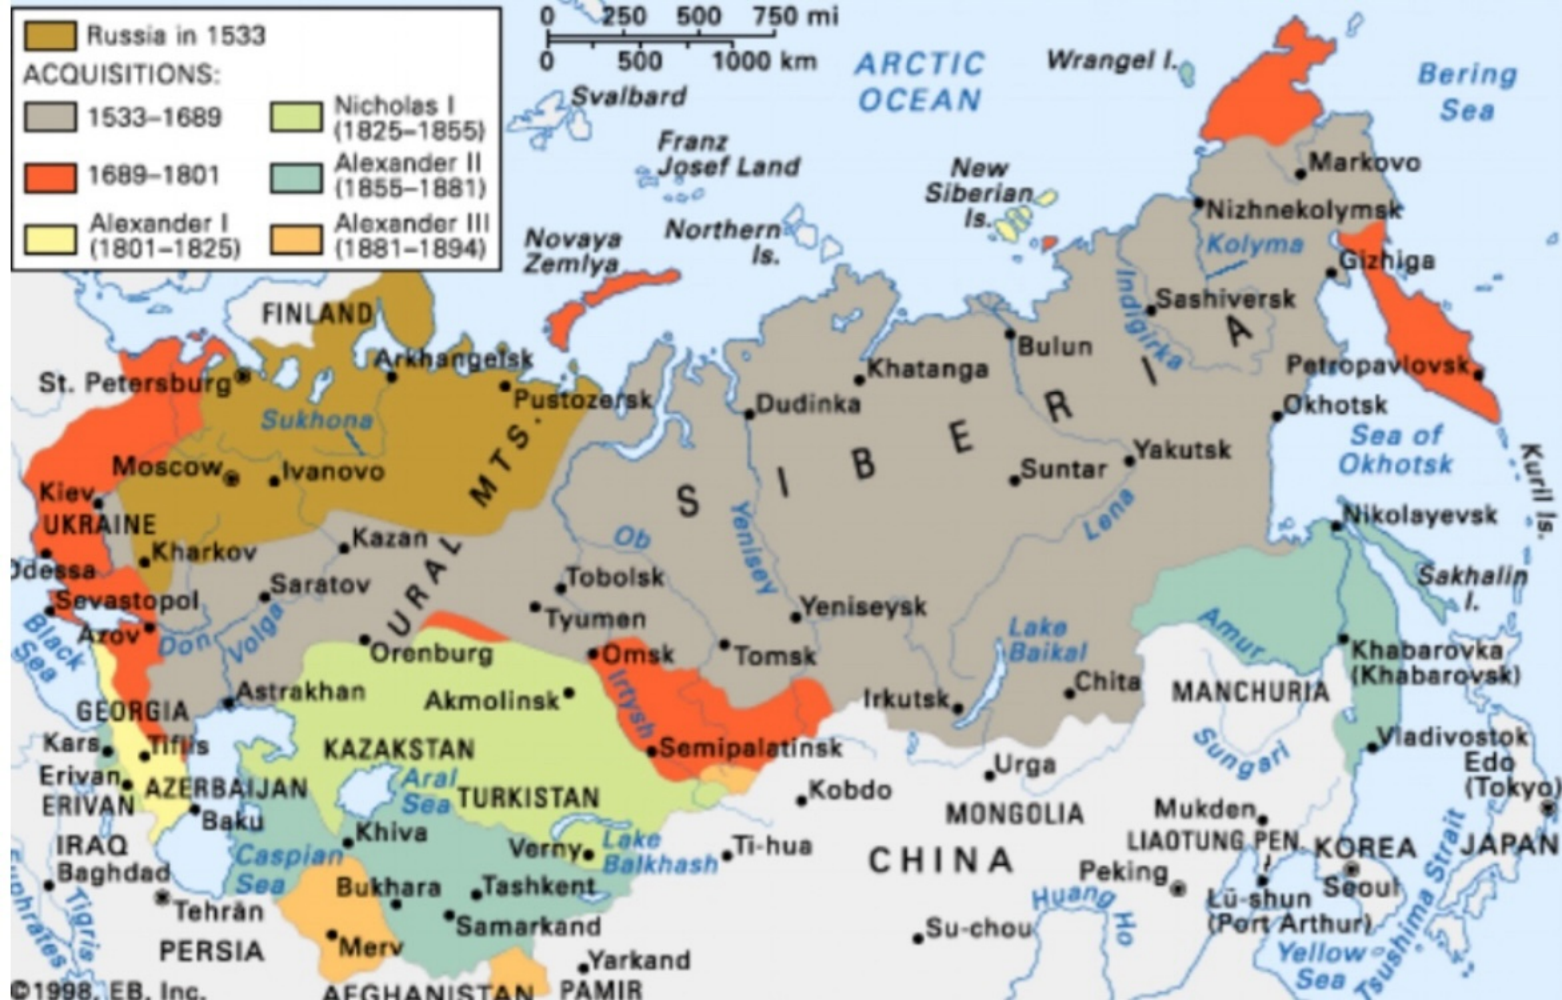 Russia in 1533
ACQUISITIONS:
1533–1689
1689–1801
Alexander I
(1801–1825)
Nicholas I
(1825–1855)
Alexander II
(1855–1881)
Alexander III
(1881–1894)
0 250 500 750 mi
0 500 1000 km
ARCTIC
OCEAN
Wrangel I.
Bering
Sea
Svalbard
Franz
Josef Land
New
Siberian
Is.
Northern
Is.
Novaya
Zemlya
Markovo
Nizhnekolymsk
Kolyma
Gizhiga
Indigirka
Sashiversk
FINLAND
Arkhangelsk
St. Petersburg
Pustozersk
Sukhona
Khatanga
Bulun
Dudinka
Petropavlovsk
Okhotsk
Sea of
Okhotsk
Kuril Is.
SIBERIA
Moscow
Ivanovo
URAL MTS.
Suntar
Yakutsk
Lena
Kiev
UKRAINE
Kharkov
Kazan
Ob
Yenisey
Nikolayevsk
Odessa
Sevastopol
Saratov
Tobolsk
Tyumen
Yeniseysk
Sakhalin
I.
Black
Sea
Azov
Don
Volga
Orenburg
Omsk
Tomsk
Lake
Baikal
Amur
Khabarovka
(Khabarovsk)
Astrakhan
Akmolinsk
Irtysh
Irkutsk
Chita
MANCHURIA
GEORGIA
Kars
Tiflis
KAZAKSTAN
Semipalatinsk
Sungari
Vladivostok
Erivan
ERIVAN
AZERBAIJAN
Baku
Aral
Sea
TURKISTAN
Kobdo
Urga
MONGOLIA
Edo
(Tokyo)
Mukden
LIAOTUNG PEN.
KOREA
JAPAN
IRAQ
Baghdad
Caspian
Sea
Khiva
Verny
Lake
Balkhash
Ti-hua
CHINA
Peking
Seoul
Lü-shun
(Port Arthur)
Tsushima Strait
Euphrates
Tigris
Tehrān
Bukhara
Tashkent
Samarkand
Huang Ho
Su-chou
Yellow
Sea
PERSIA
Merv
Yarkand
©1998, EB, Inc.
AFGHANISTAN
PAMIR